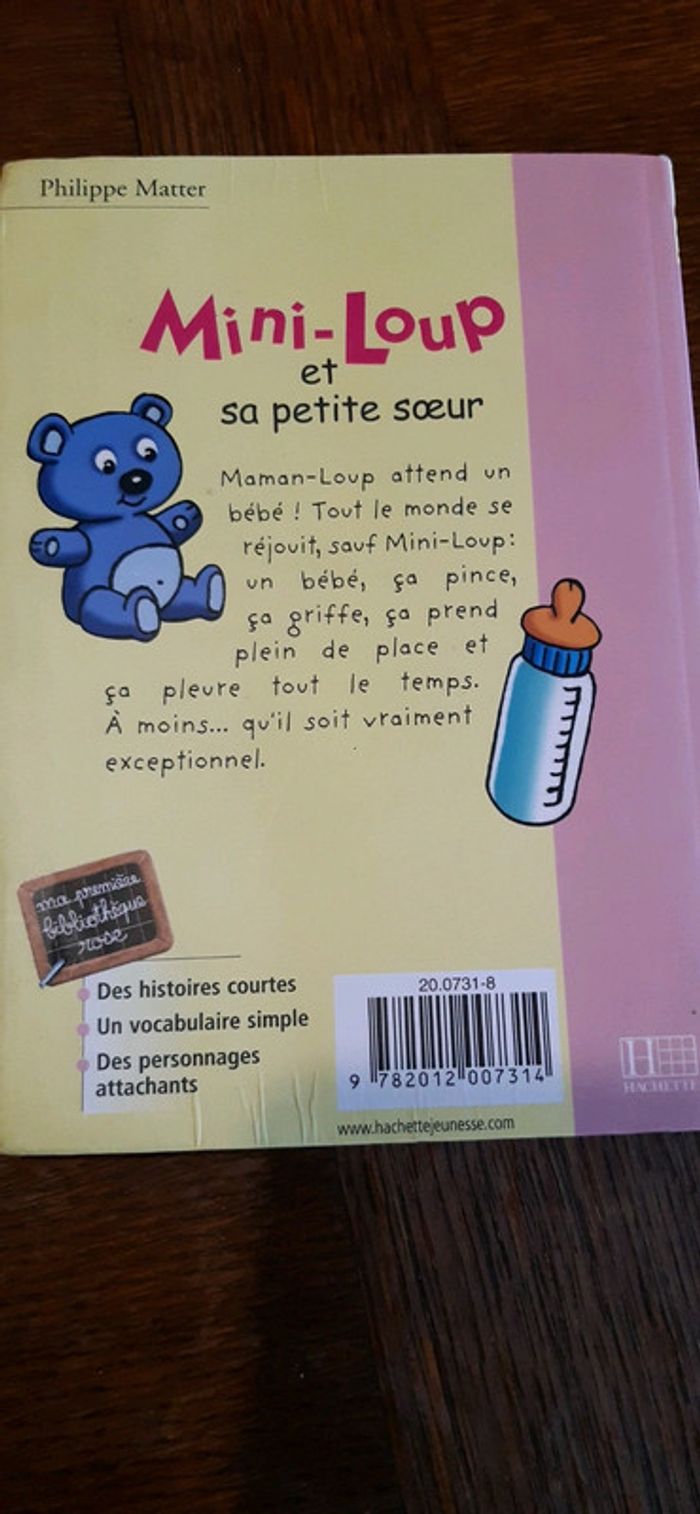 Philippe Matter
Mini-Loup
et
sa petite sœur
Maman-Loup attend un
bébé ! Tout le monde se
réjouit, sauf Mini-Loup :
un bébé, ça pince,
ça griffe, ça prend
plein de place et
ça pleure tout le temps.
À moins... qu'il soit vraiment
exceptionnel.
ma première
bibliothèque
rose
Des histoires courtes
Un vocabulaire simple
Des personnages
attachants
20.0731-8
9 782012 007314
www.hachettejeunesse.com
H
HACHETTE